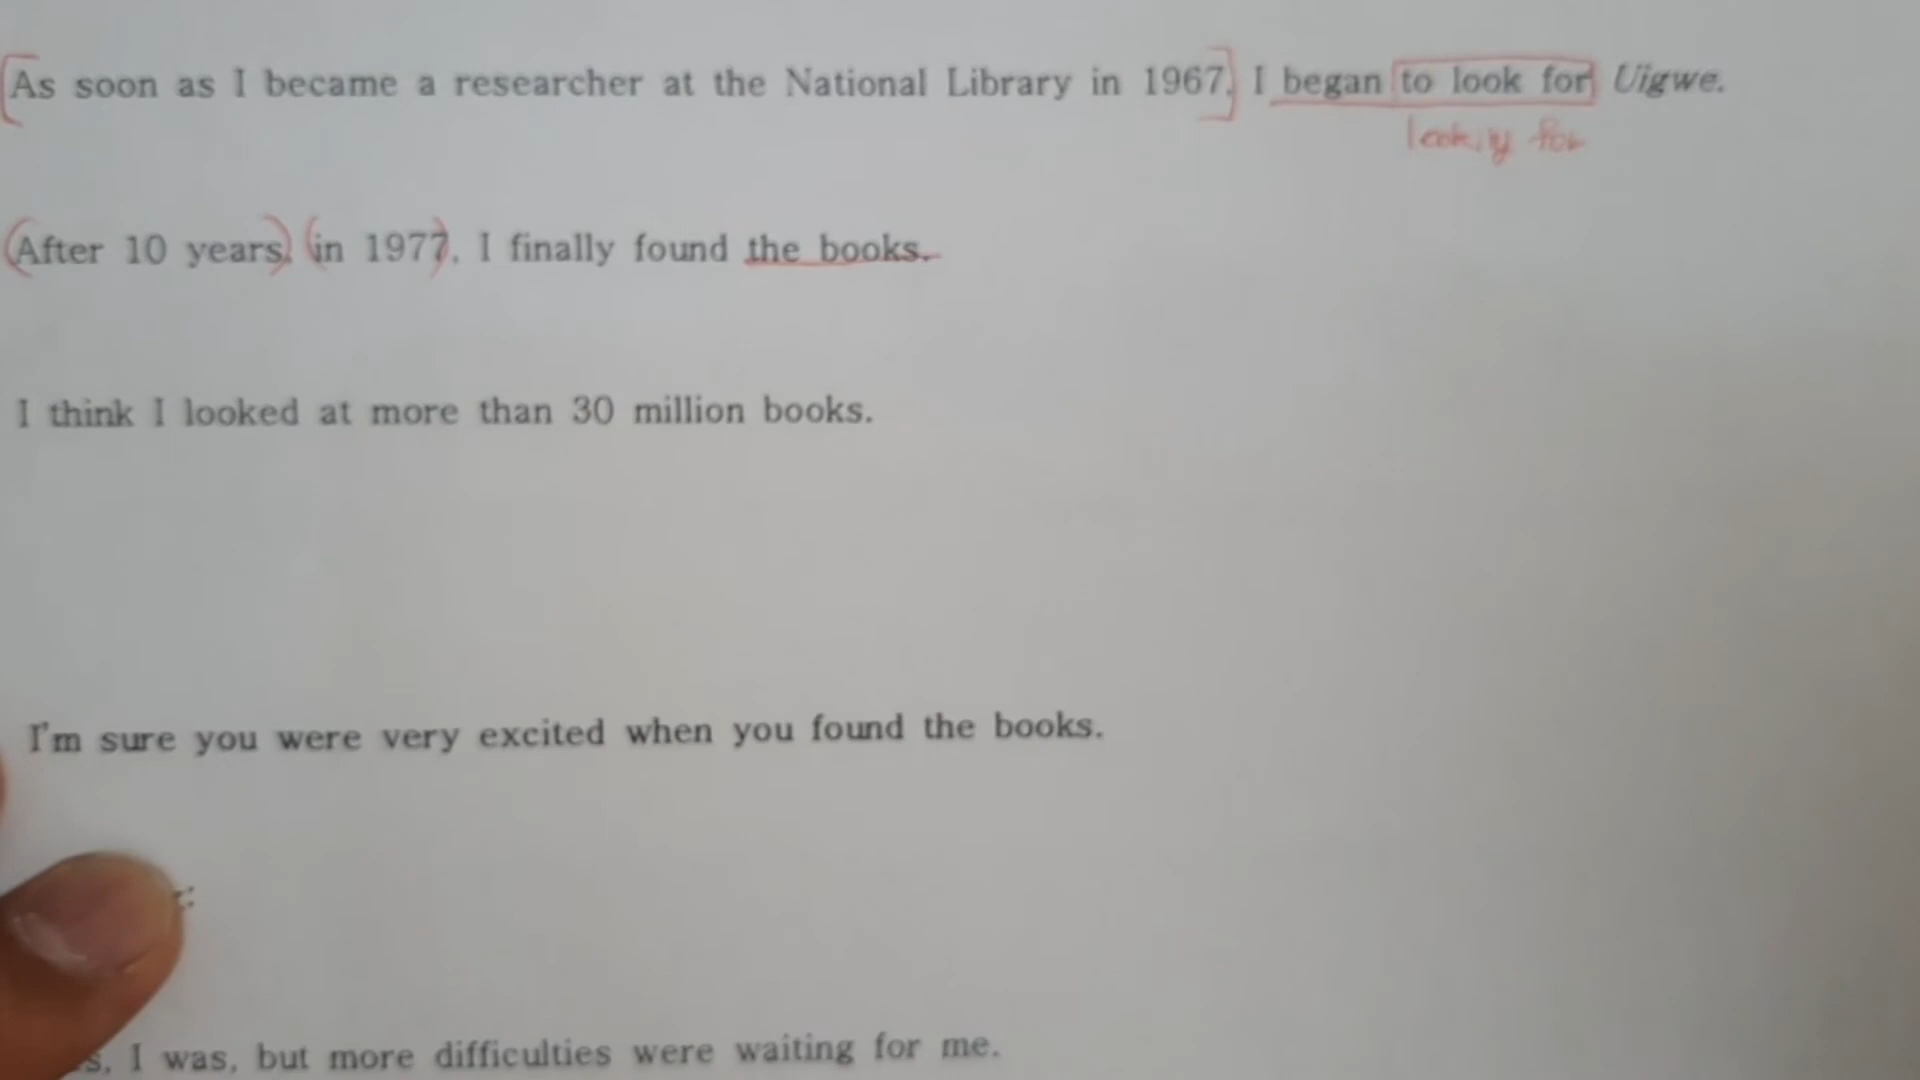 As soon as I became a researcher at the National Library in 1967, I began to look for Uigwe.
looking for
After 10 years, in 1977, I finally found the books.
I think I looked at more than 30 million books.
I'm sure you were very excited when you found the books.
I was, but more difficulties were waiting for me.